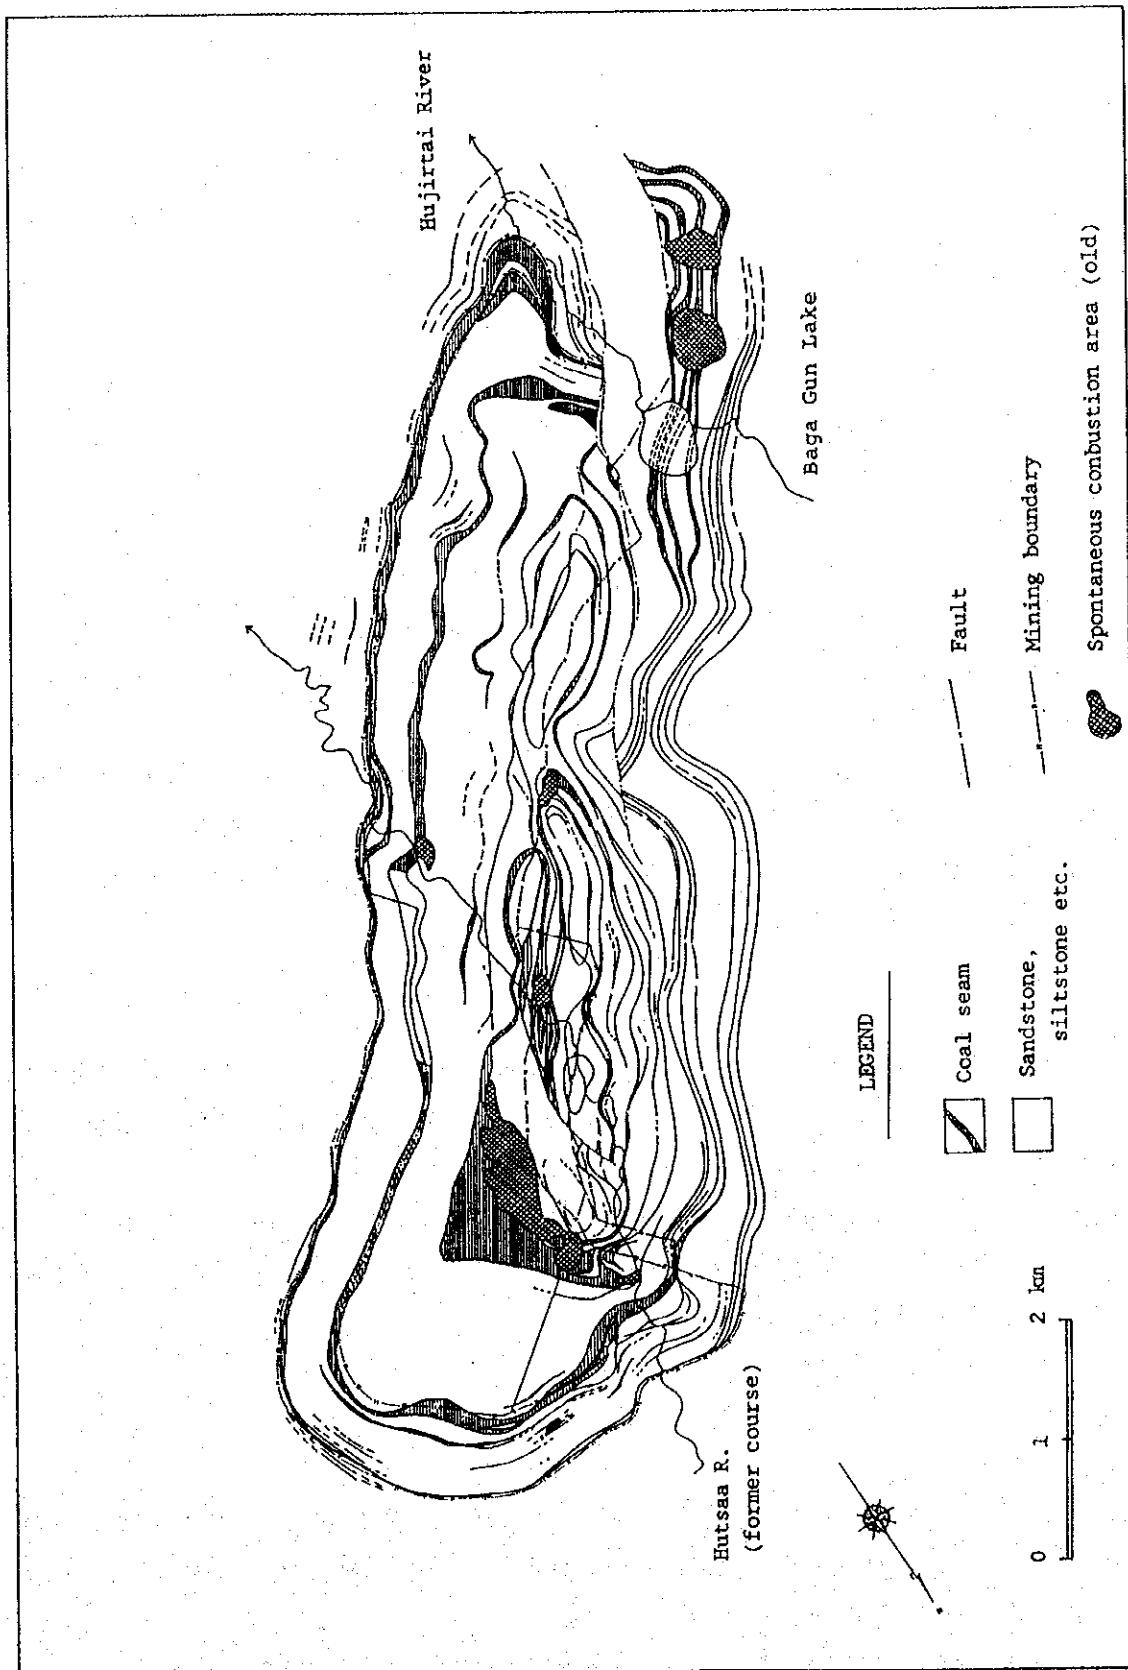 Hujirtai River
Baga Gun Lake
Hutsaa R.
(former course)
LEGEND
Coal seam
Sandstone,
siltstone etc.
Fault
Mining boundary
Spontaneous conbustion area (old)
0 1 2 km